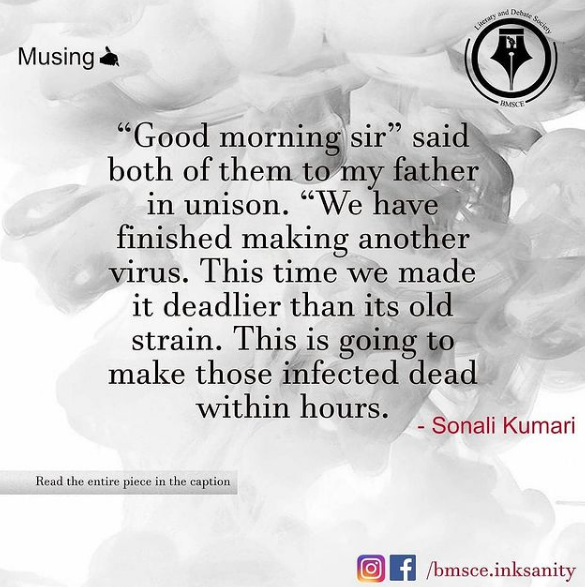 Musing
Literary and Debate Society
BMSCE
“Good morning sir” said
both of them to my father
in unison. “We have
finished making another
virus. This time we made
it deadlier than its old
strain. This is going to
make those infected dead
within hours.
- Sonali Kumari
Read the entire piece in the caption
/bmsce.inksanity